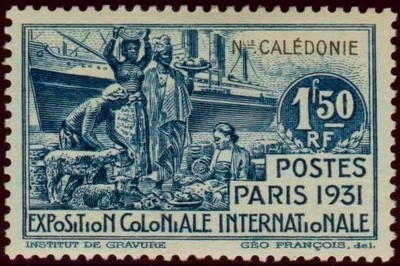 Nlle CALÉDONIE
1f50
RF
POSTES
PARIS 1931
EXPOSITION COLONIALE INTERNATIONALE
INSTITUT DE GRAVURE GÉO FRANÇOIS, del.